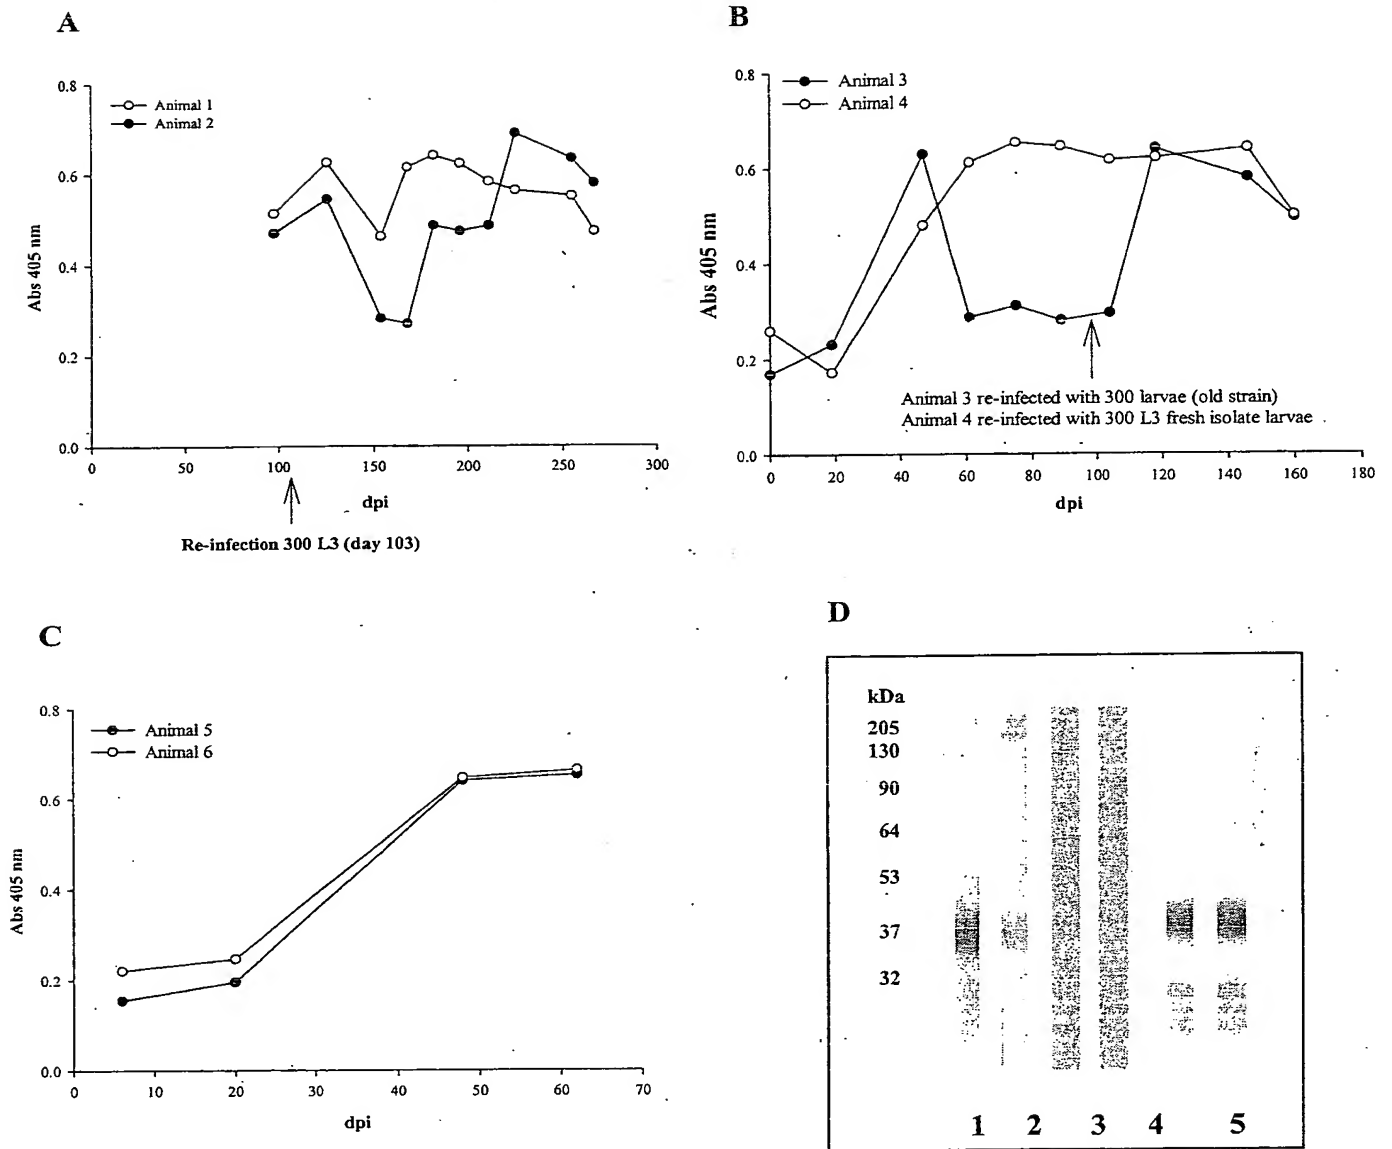 A
0.8
0.6
0.4
0.2
0.0
Abs 405 nm
Animal 1
Animal 2
0 50 100 150 200 250 300
dpi
Re-infection 300 L3 (day 103)
B
0.8
0.6
0.4
0.2
0.0
Abs 405 nm
Animal 3
Animal 4
Animal 3 re-infected with 300 larvae (old strain)
Animal 4 re-infected with 300 L3 fresh isolate larvae
0 20 40 60 80 100 120 140 160 180
dpi
C
0.8
0.6
0.4
0.2
0.0
Abs 405 nm
Animal 5
Animal 6
0 10 20 30 40 50 60 70
dpi
D
kDa
205
130
90
64
53
37
32
1 2 3 4 5